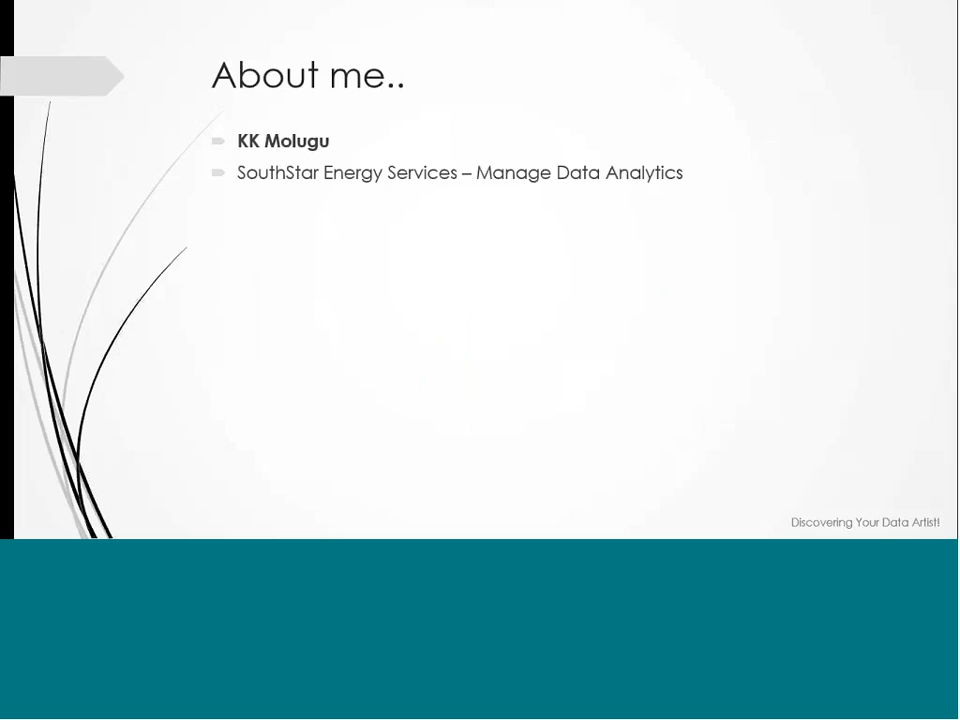 About me..
KK Molugu
SouthStar Energy Services – Manage Data Analytics
Discovering Your Data Artist!